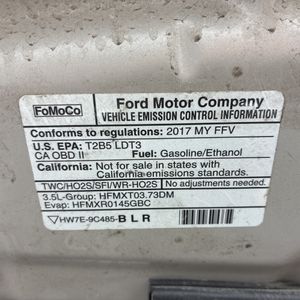 FoMoCo
Ford Motor Company
VEHICLE EMISSION CONTROL INFORMATION
Conforms to regulations: 2017 MY FFV
U.S. EPA: T2B5 LDT3
CA OBD II Fuel: Gasoline/Ethanol
California: Not for sale in states with
California emissions standards.
TWC/HO2S/SFI/WR-HO2S No adjustments needed.
3.5L-Group: HFMXT03.73DM
Evap: HFMXR0145GBC
HW7E-9C485- B L R